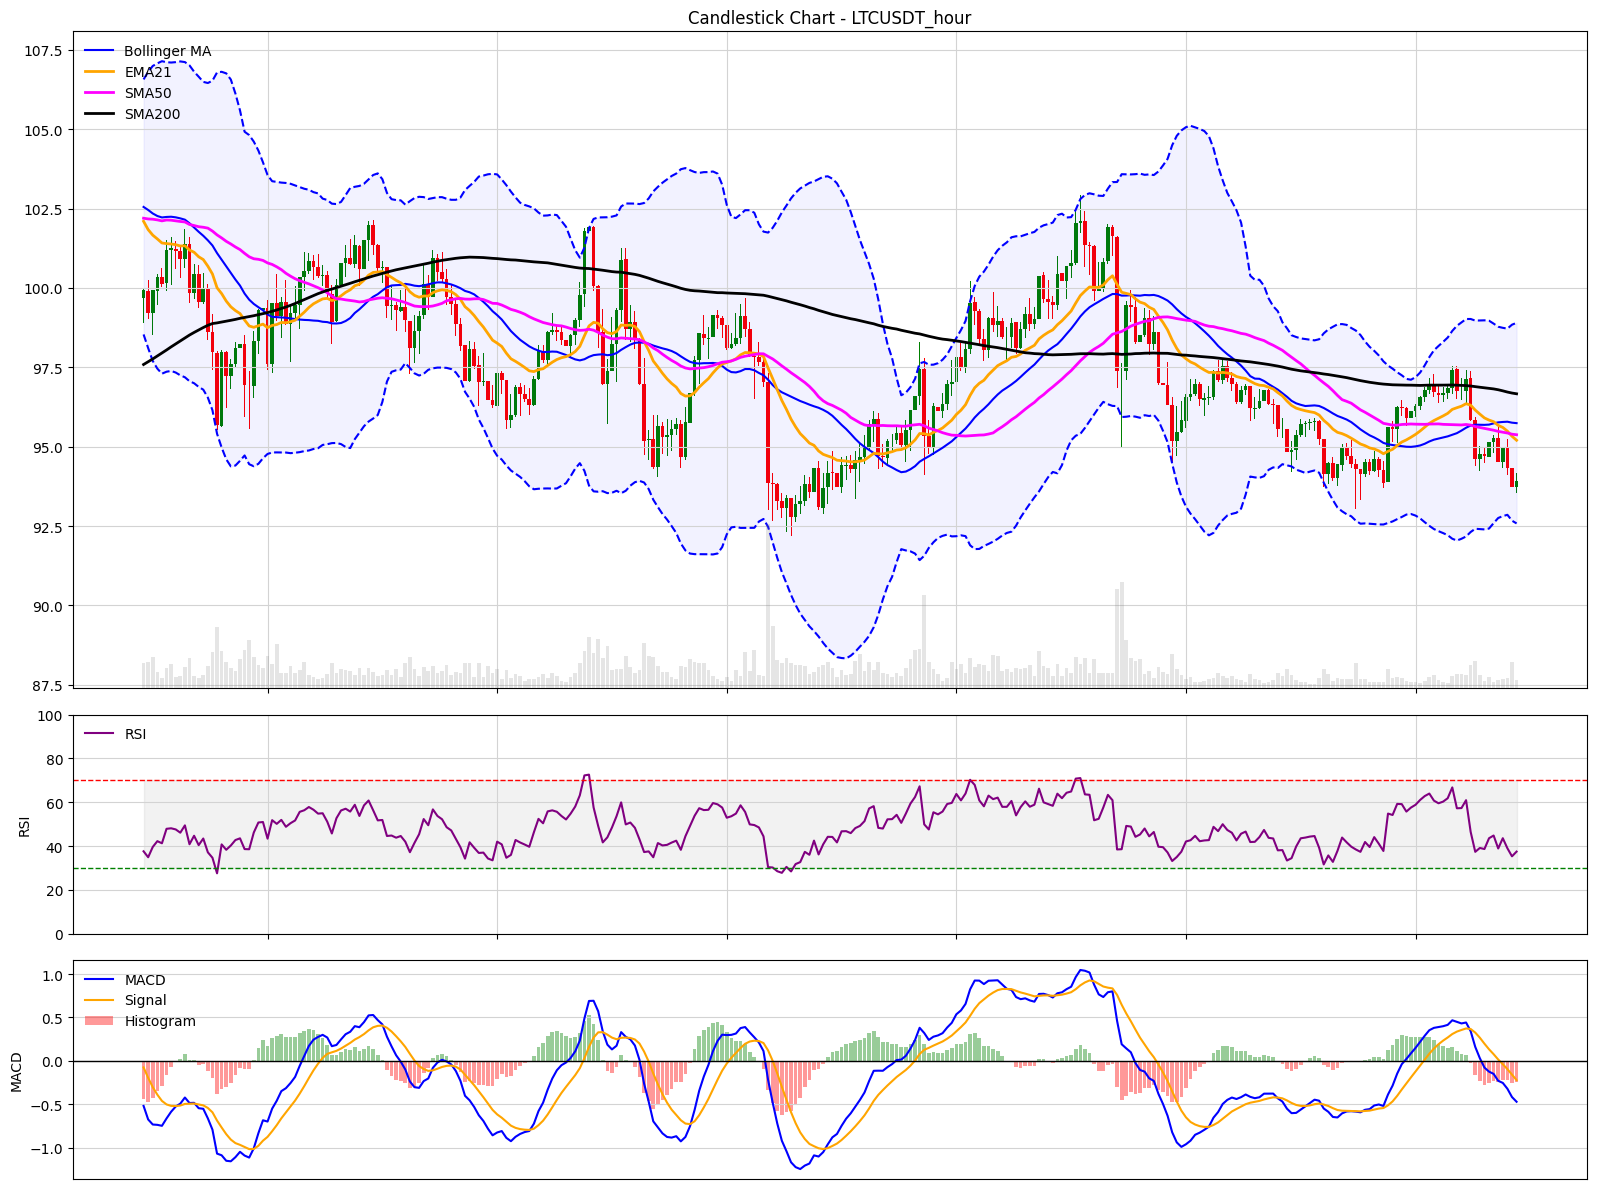 Candlestick Chart - LTCUSDT_hour
107.5
105.0
102.5
100.0
97.5
95.0
92.5
90.0
87.5
Bollinger MA
EMA21
SMA50
SMA200
100
80
60
40
20
0
RSI
RSI
1.0
0.5
0.0
−0.5
−1.0
MACD
MACD
Signal
Histogram